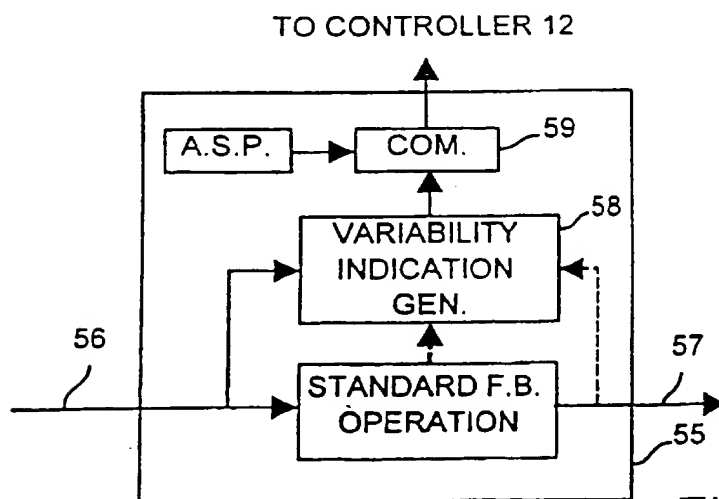 TO CONTROLLER 12
A.S.P.
COM.
59
58
VARIABILITY
INDICATION
GEN.
56
57
STANDARD F.B.
OPERATION
55